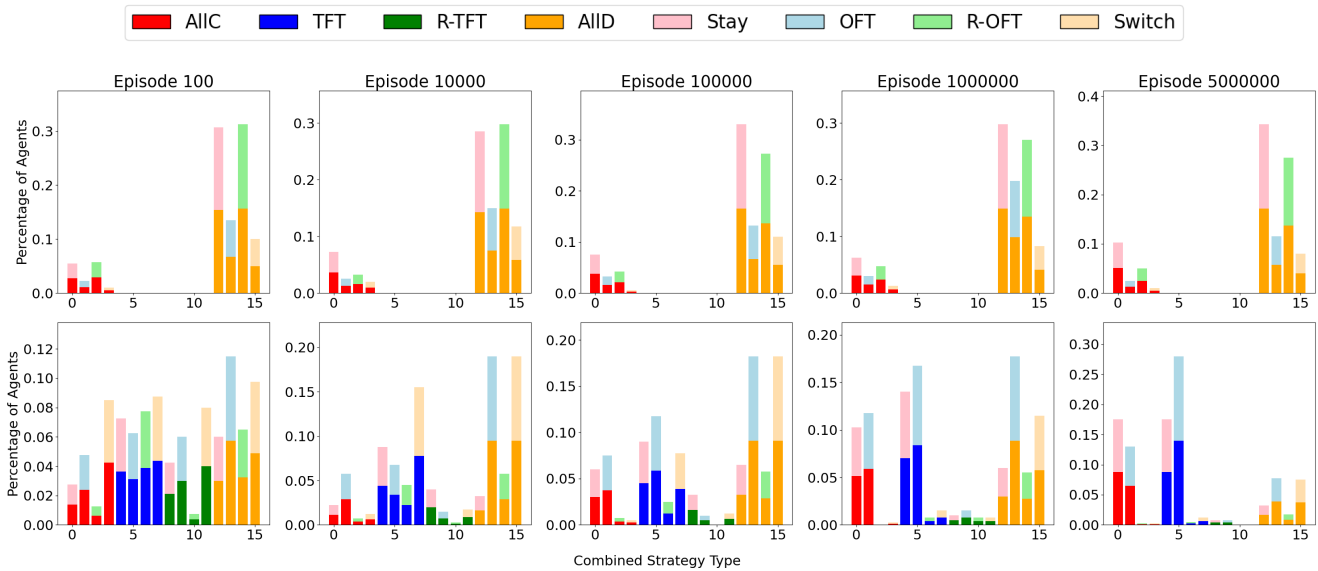 AllC TFT R-TFT AllD Stay OFT R-OFT Switch
Episode 100 Episode 10000 Episode 100000 Episode 1000000 Episode 5000000
Percentage of Agents
0.3 0.3 0.3 0.3 0.4
0.2 0.2 0.2 0.2 0.3
0.1 0.1 0.1 0.1 0.2
0.1
0.0 0.0 0.0 0.0 0.0
0 5 10 15 0 5 10 15 0 5 10 15 0 5 10 15 0 5 10 15
Percentage of Agents
0.12 0.20 0.20 0.20 0.30
0.10 0.15 0.15 0.15 0.25
0.08 0.10 0.10 0.10 0.20
0.06 0.05 0.05 0.05 0.15
0.04 0.10
0.02 0.05
0.00 0.00 0.00 0.00 0.00
0 5 10 15 0 5 10 15 0 5 10 15 0 5 10 15 0 5 10 15
Combined Strategy Type